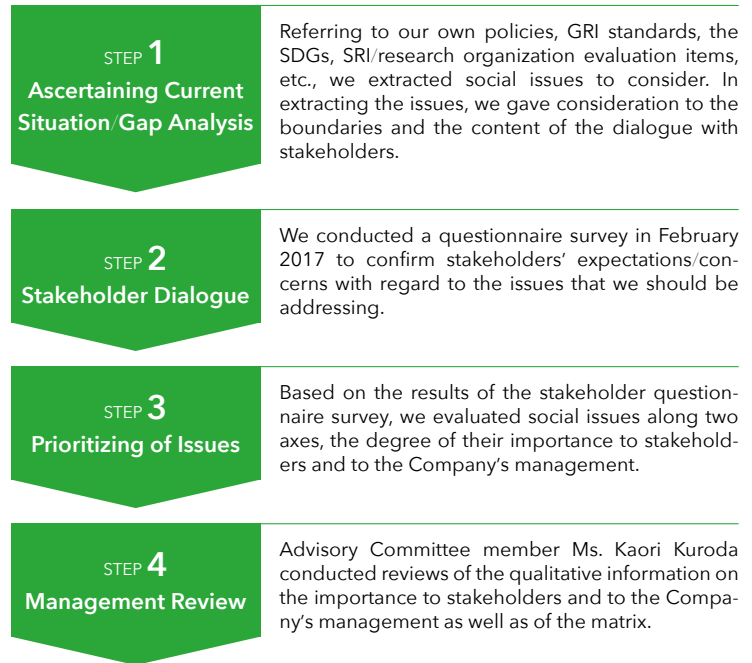 STEP 1
Ascertaining Current
Situation/Gap Analysis
Referring to our own policies, GRI standards, the
SDGs, SRI/research organization evaluation items,
etc., we extracted social issues to consider. In
extracting the issues, we gave consideration to the
boundaries and the content of the dialogue with
stakeholders.
STEP 2
Stakeholder Dialogue
We conducted a questionnaire survey in February
2017 to confirm stakeholders’ expectations/con-
cerns with regard to the issues that we should be
addressing.
STEP 3
Prioritizing of Issues
Based on the results of the stakeholder question-
naire survey, we evaluated social issues along two
axes, the degree of their importance to stakehold-
ers and to the Company’s management.
STEP 4
Management Review
Advisory Committee member Ms. Kaori Kuroda
conducted reviews of the qualitative information on
the importance to stakeholders and to the Compa-
ny’s management as well as of the matrix.